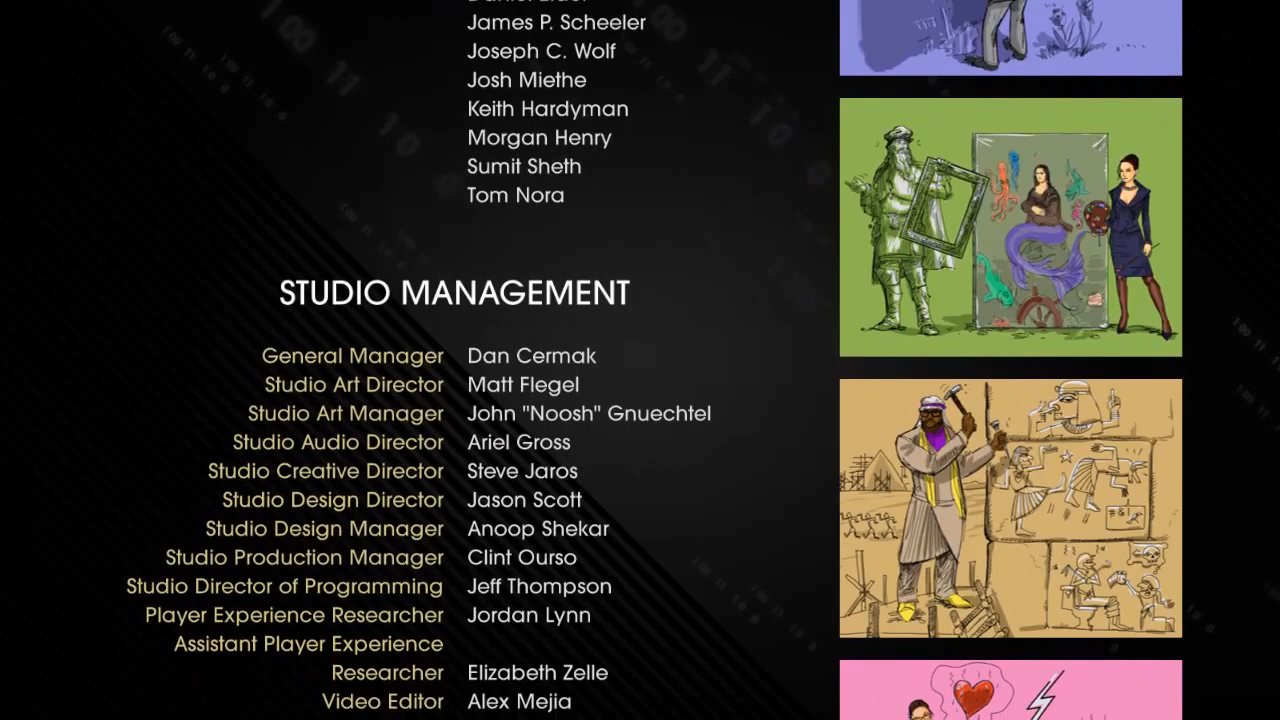 James P. Scheeler
Joseph C. Wolf
Josh Miethe
Keith Hardyman
Morgan Henry
Sumit Sheth
Tom Nora
STUDIO MANAGEMENT
General Manager Dan Cermak
Studio Art Director Matt Flegel
Studio Art Manager John "Noosh" Gnuechtel
Studio Audio Director Ariel Gross
Studio Creative Director Steve Jaros
Studio Design Director Jason Scott
Studio Design Manager Anoop Shekar
Studio Production Manager Clint Ourso
Studio Director of Programming Jeff Thompson
Player Experience Researcher Jordan Lynn
Assistant Player Experience
Researcher Elizabeth Zelle
Video Editor Alex Mejia